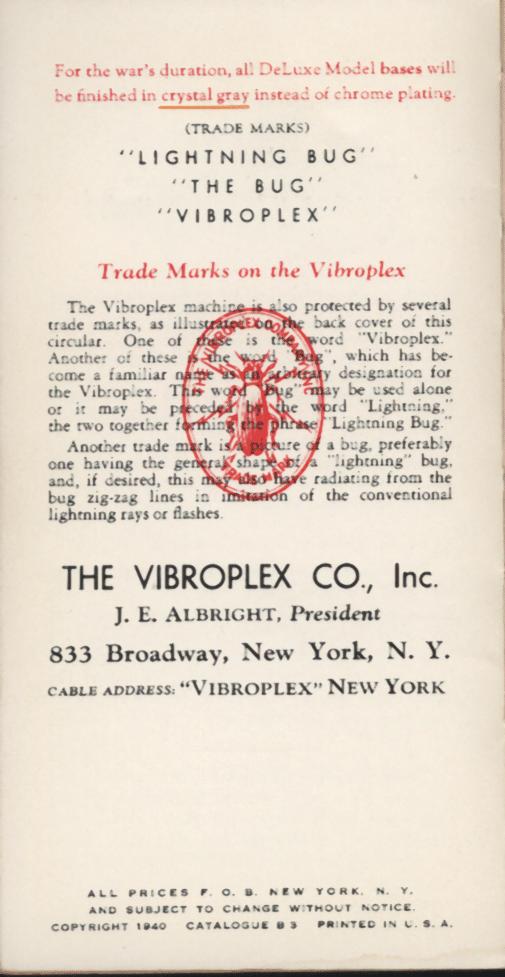 For the war's duration, all DeLuxe Model bases will
be finished in crystal gray instead of chrome plating.
(TRADE MARKS)
"LIGHTNING BUG"
"THE BUG"
"VIBROPLEX"
Trade Marks on the Vibroplex
The Vibroplex machine is also protected by several
trade marks, as illustrated on the back cover of this
circular. One of these is the word "Vibroplex."
Another of these is the word "Bug", which has be-
come a familiar name as an arbitrary designation for
the Vibroplex. This word "Bug" may be used alone
or it may be preceded by the word "Lightning,"
the two together forming the phrase "Lightning Bug."
Another trade mark is a picture of a bug, preferably
one having the general shape of a "lightning" bug,
and, if desired, this may also have radiating from the
bug zig-zag lines in imitation of the conventional
lightning rays or flashes.
THE VIBROPLEX COMPANY, INC
TRADE MARK
THE VIBROPLEX CO., Inc.
J. E. ALBRIGHT, President
833 Broadway, New York, N. Y.
CABLE ADDRESS: "VIBROPLEX" NEW YORK
ALL PRICES F. O. B. NEW YORK, N. Y.
AND SUBJECT TO CHANGE WITHOUT NOTICE.
COPYRIGHT 1940 CATALOGUE B 3 PRINTED IN U. S. A.